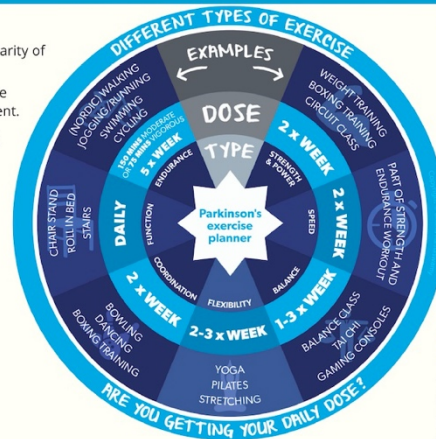 arity of
e
ent.
DIFFERENT TYPES OF EXERCISE
EXAMPLES
DOSE
TYPE
WEIGHT TRAINING
BOXING TRAINING
CIRCUIT CLASS
2 x WEEK
STRENGTH
& POWER
PART OF STRENGTH AND
ENDURANCE WORKOUT
2 x WEEK
SPEED
BALANCE CLASS
TAI CHI
GAMING CONSOLES
1-3 x WEEK
BALANCE
YOGA
PILATES
STRETCHING
2-3 x WEEK
FLEXIBILITY
BOWLING
DANCING
BOXING TRAINING
2 x WEEK
COORDINATION
CHAIR STAND
ROLL IN BED
STAIRS
DAILY
FUNCTION
(NORDIC) WALKING
JOGGING/RUNNING
SWIMMING
CYCLING
150 MINS MODERATE
OR 75 MINS VIGOROUS
5 x WEEK
ENDURANCE
Parkinson's
exercise
planner
ARE YOU GETTING YOUR DAILY DOSE?